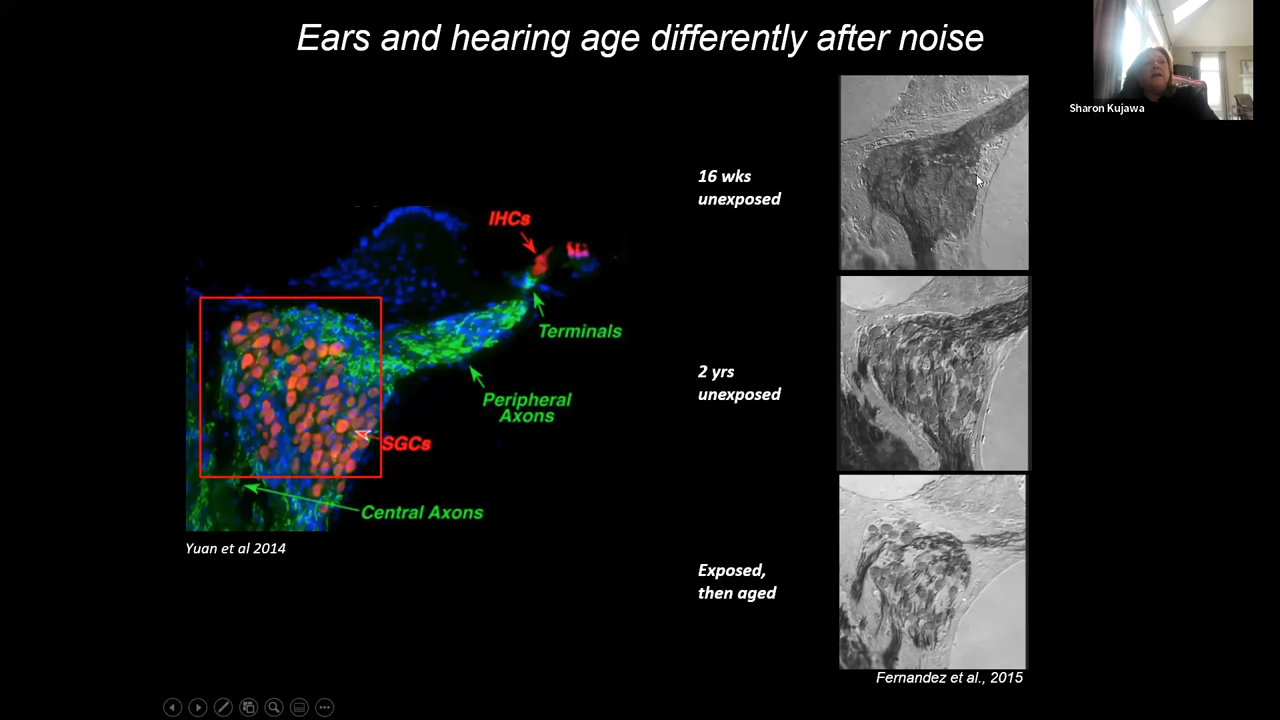 Ears and hearing age differently after noise
Sharon Kujawa
16 wks
unexposed
IHCs
Terminals
2 yrs
unexposed
Peripheral
Axons
SGCs
Central Axons
Yuan et al 2014
Exposed,
then aged
Fernandez et al., 2015